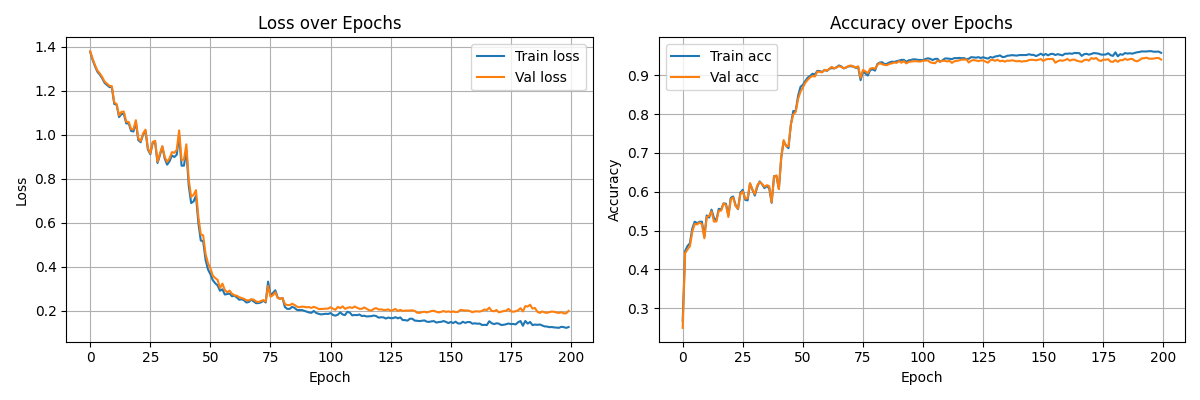 Loss over Epochs
1.4
1.2
1.0
0.8
0.6
0.4
0.2
Loss
0 25 50 75 100 125 150 175 200
Epoch
Train loss
Val loss
Accuracy over Epochs
0.9
0.8
0.7
0.6
0.5
0.4
0.3
Accuracy
0 25 50 75 100 125 150 175 200
Epoch
Train acc
Val acc